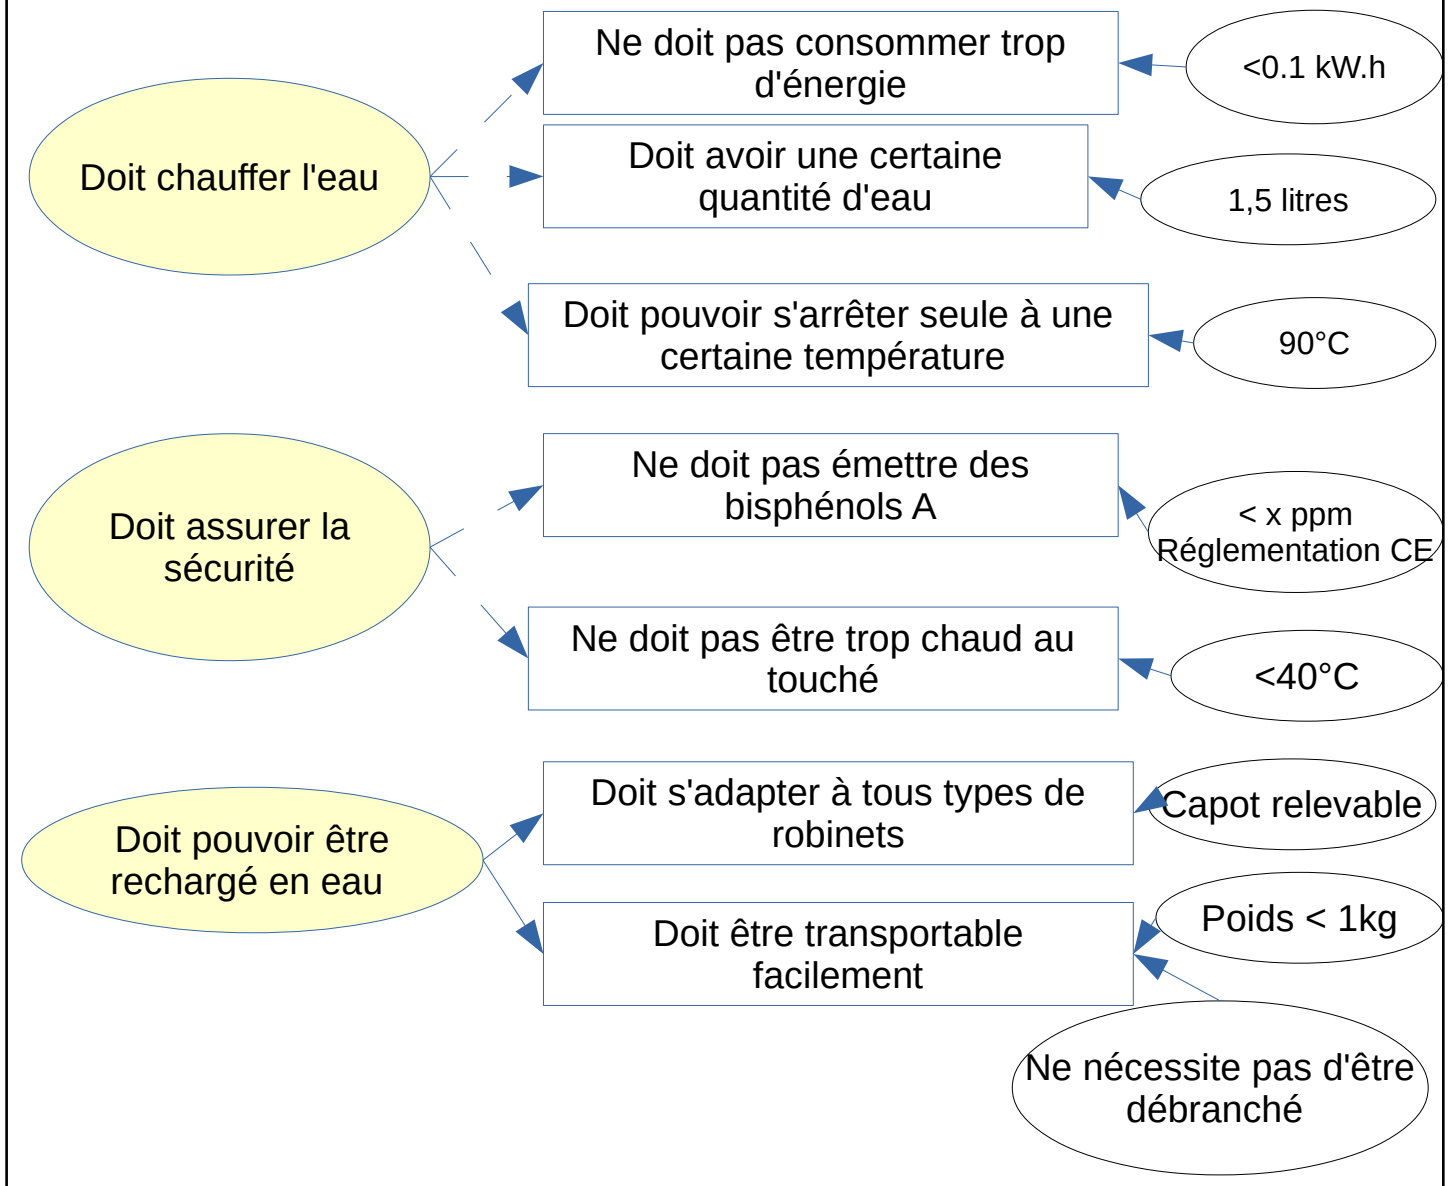 Ne doit pas consommer trop
d'énergie
<0.1 kW.h
Doit chauffer l'eau
Doit avoir une certaine
quantité d'eau
1,5 litres
Doit pouvoir s'arrêter seule à une
certaine température
90°C
Doit assurer la
sécurité
Ne doit pas émettre des
bisphénols A
< x ppm
Réglementation CE
Ne doit pas être trop chaud au
touché
<40°C
Doit pouvoir être
rechargé en eau
Doit s'adapter à tous types de
robinets
Capot relevable
Doit être transportable
facilement
Poids < 1kg
Ne nécessite pas d'être
débranché